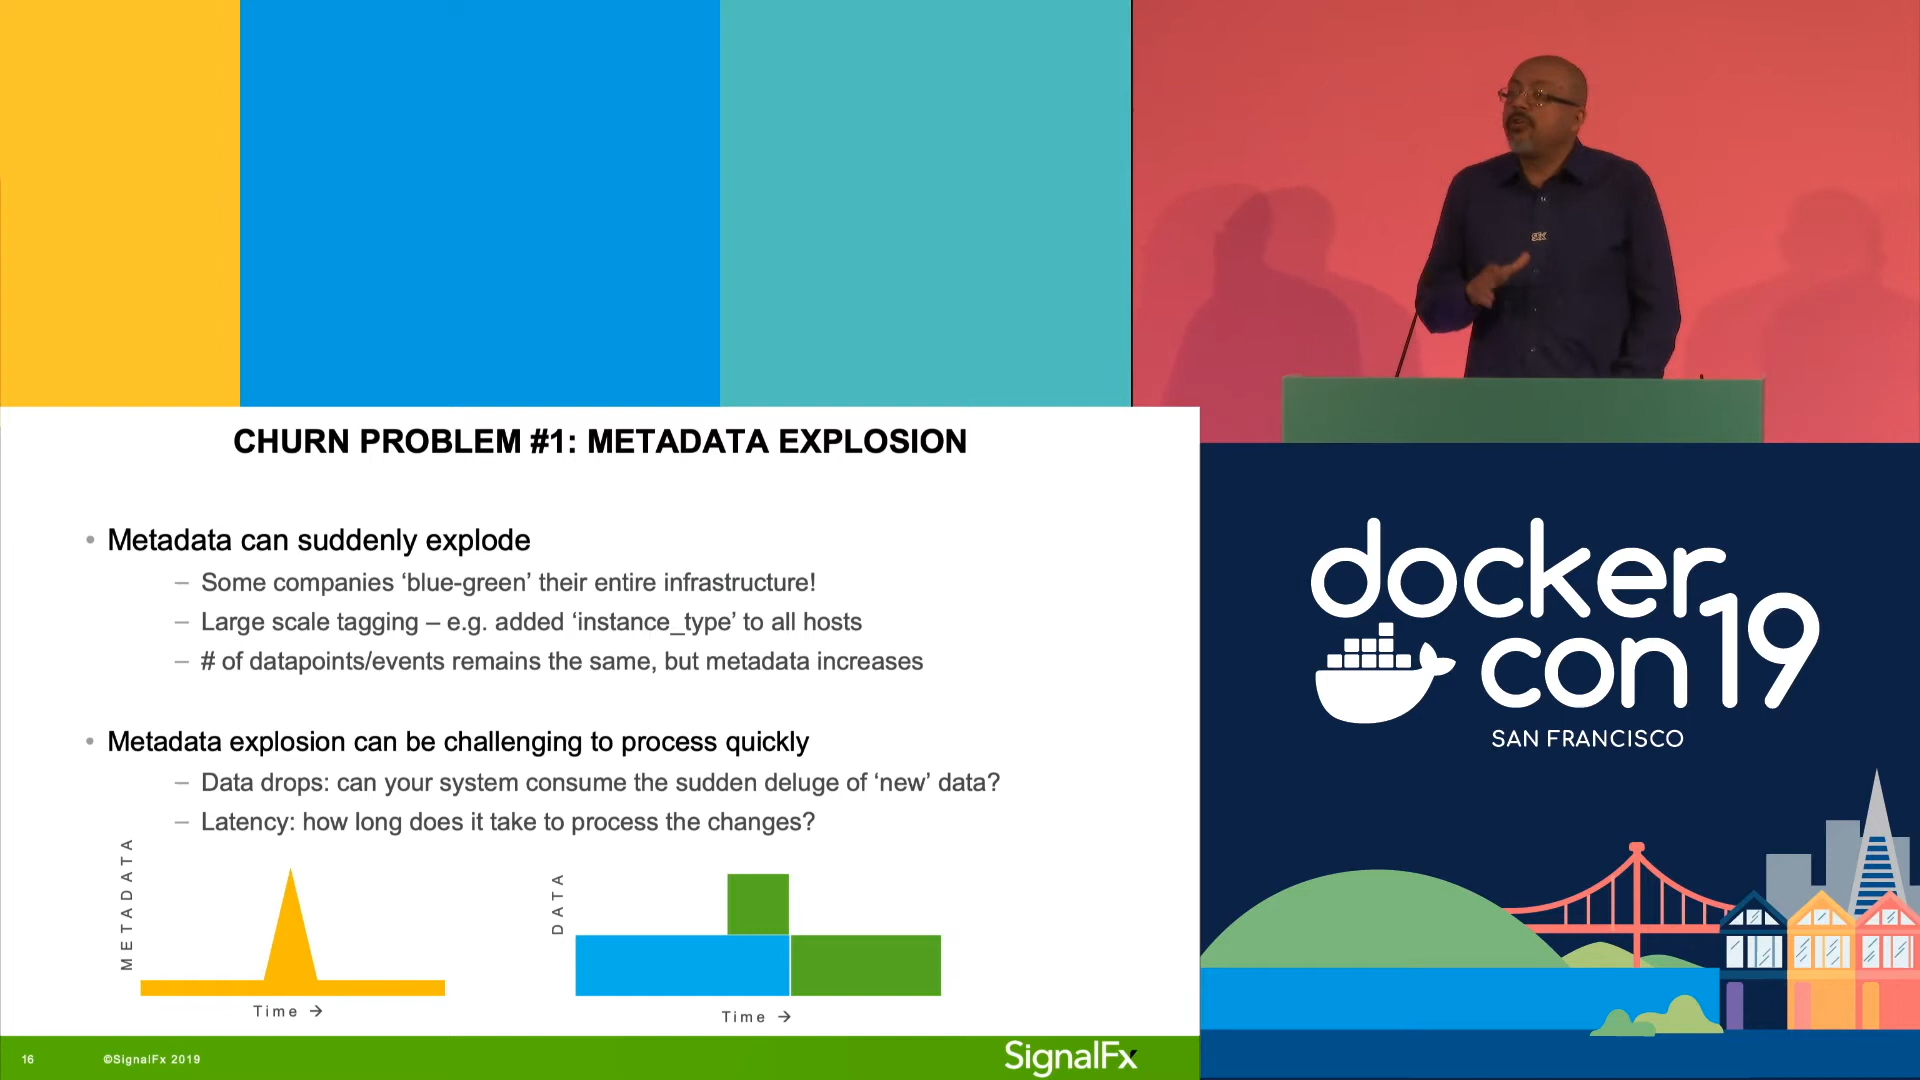 CHURN PROBLEM #1: METADATA EXPLOSION
• Metadata can suddenly explode
– Some companies ‘blue-green’ their entire infrastructure!
– Large scale tagging – e.g. added ‘instance_type’ to all hosts
– # of datapoints/events remains the same, but metadata increases
• Metadata explosion can be challenging to process quickly
– Data drops: can your system consume the sudden deluge of ‘new’ data?
– Latency: how long does it take to process the changes?
METADATA
Time →
DATA
Time →
16
©SignalFx 2019
SignalFx
docker
con 19
SAN FRANCISCO